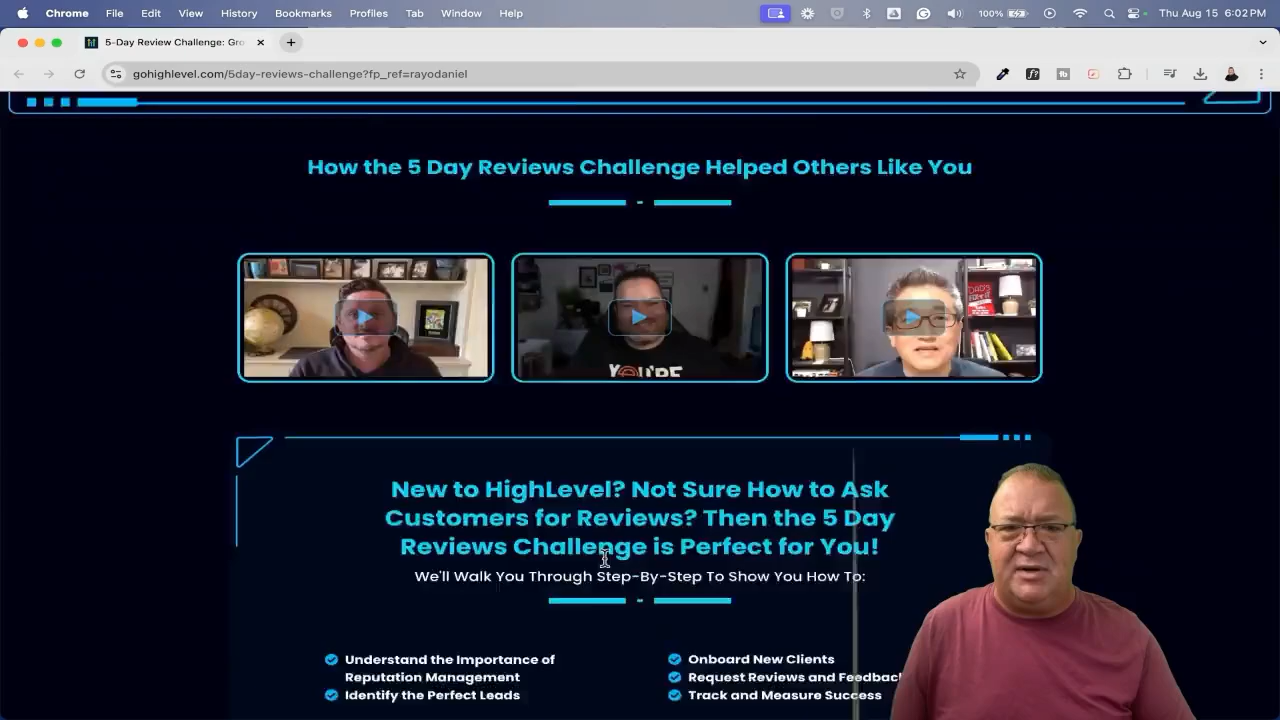 Chrome File Edit View History Bookmarks Profiles Tab Window Help 100% Thu Aug 15 6:02 PM
5-Day Review Challenge: Gro
gohighlevel.com/5day-reviews-challenge?fp_ref=rayodaniel
How the 5 Day Reviews Challenge Helped Others Like You
YOU'RE
DAD'S
New to HighLevel? Not Sure How to Ask
Customers for Reviews? Then the 5 Day
Reviews Challenge is Perfect for You!
We'll Walk You Through Step-By-Step To Show You How To:
Understand the Importance of
Reputation Management
Identify the Perfect Leads
Onboard New Clients
Request Reviews and Feedback
Track and Measure Success